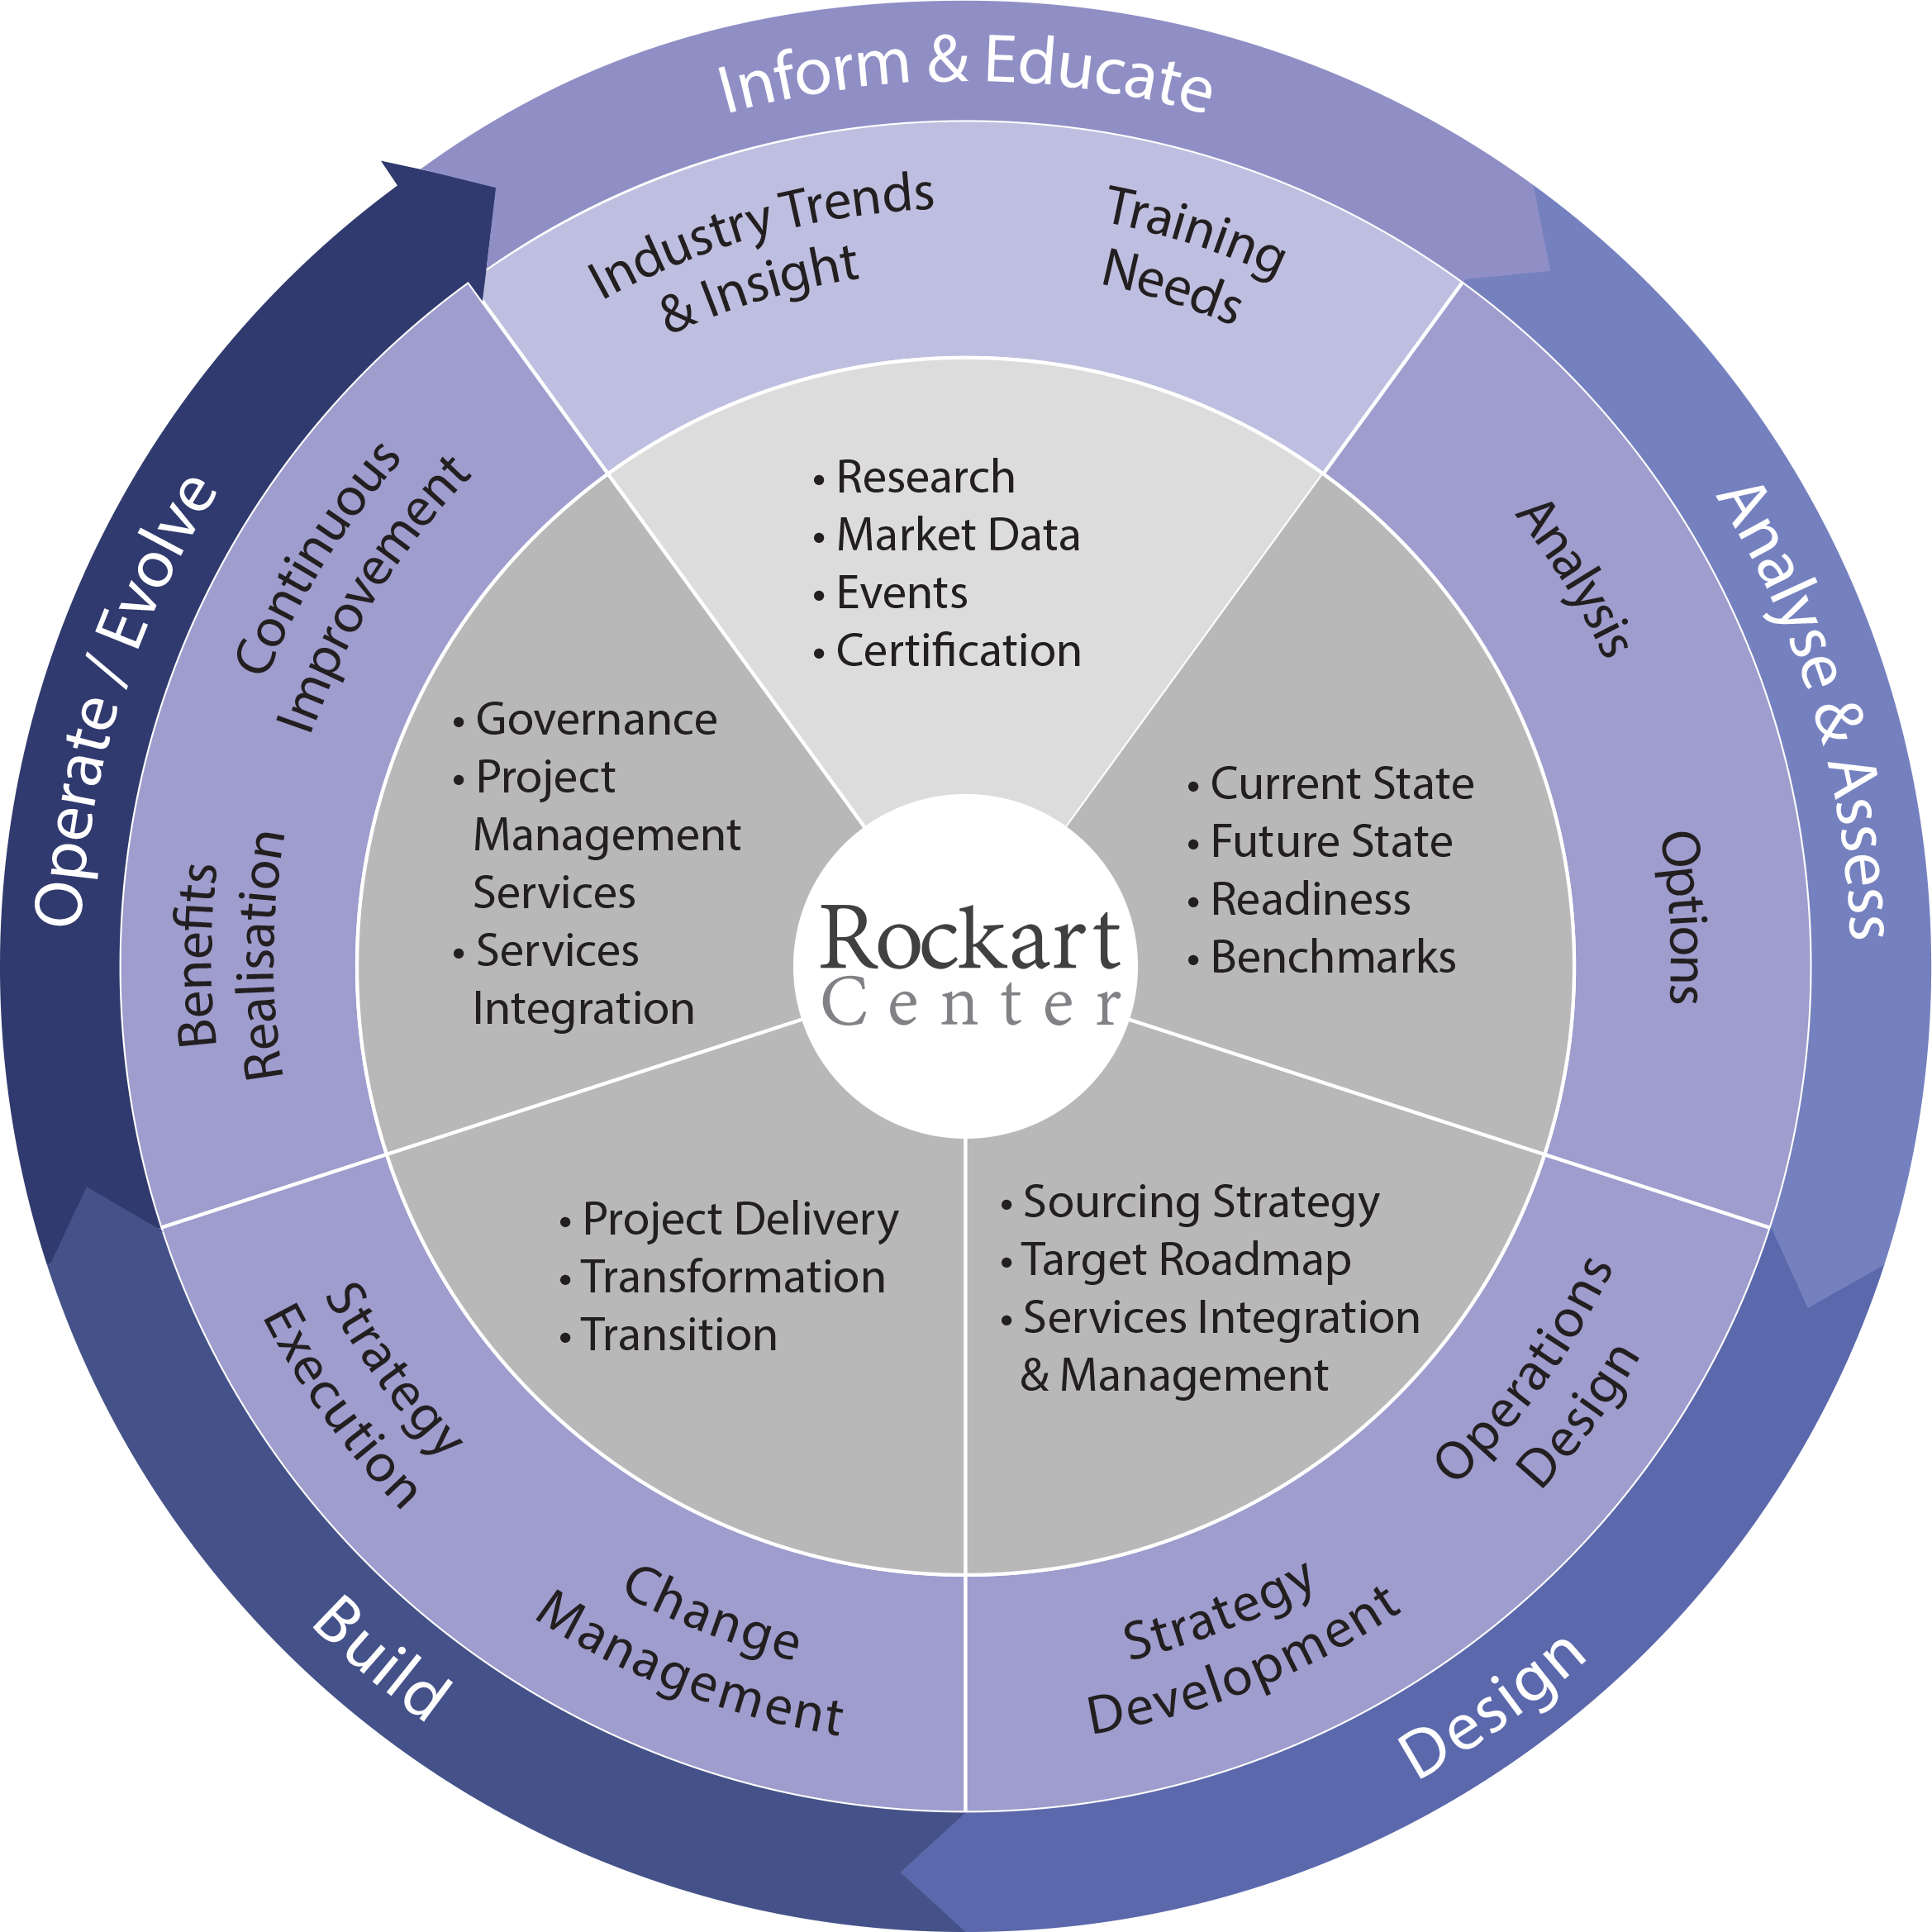 Inform & Educate
Industry Trends
& Insight
Training
Needs
• Research
• Market Data
• Events
• Certification
Analyse & Assess
Analysis
Options
• Current State
• Future State
• Readiness
• Benchmarks
Design
Operations
Design
Strategy
Development
• Sourcing Strategy
• Target Roadmap
• Services Integration
& Management
Build
Change
Management
Strategy
Execution
• Project Delivery
• Transformation
• Transition
Operate / Evolve
Benefits
Realisation
Continuous
Improvement
• Governance
• Project
Management
Services
• Services
Integration
Rockart
Center